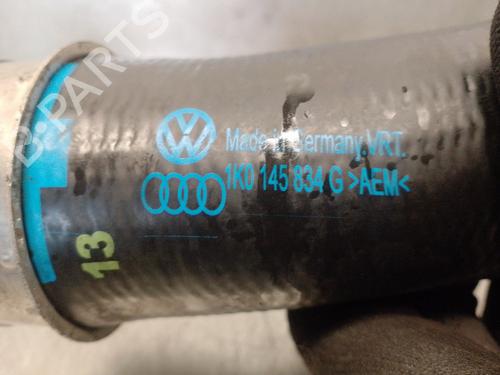 B-PARTS
Made in Germany VRT.
1K0 145 834 G >AEM<
13